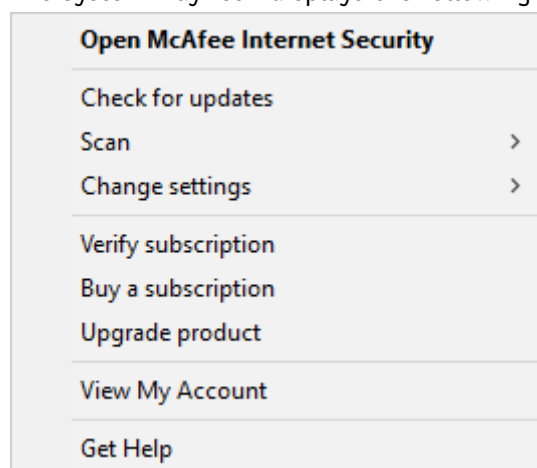 Open McAfee Internet Security
Check for updates
Scan
Change settings
Verify subscription
Buy a subscription
Upgrade product
View My Account
Get Help